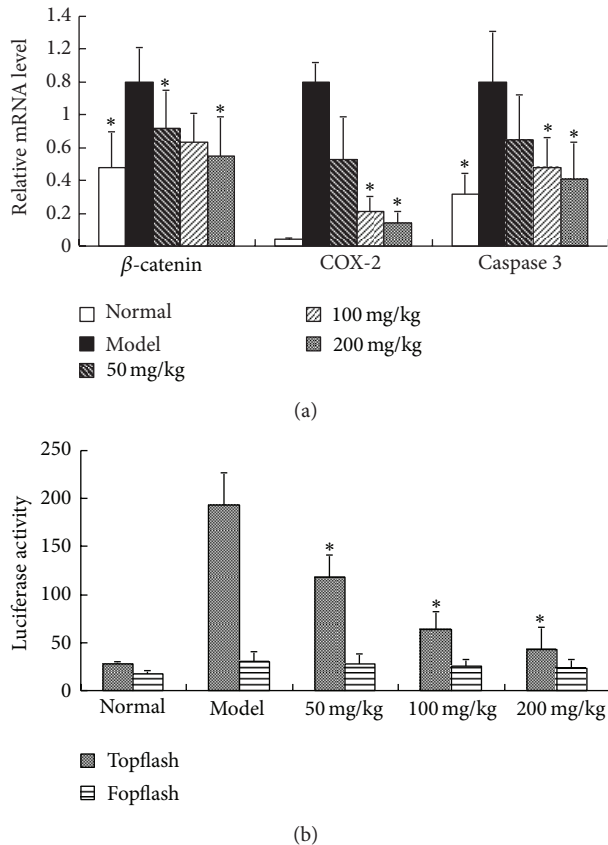 1.4
1.2
0.8
1
0.6
0.4
0.2
0
Relative mRNA level
* * * * * * *
β-catenin COX-2 Caspase 3
Normal
Model
50 mg/kg
100 mg/kg
200 mg/kg
(a)
250
200
150
100
50
0
Luciferase activity
* * *
Normal Model 50 mg/kg 100 mg/kg 200 mg/kg
Topflash
Fopflash
(b)